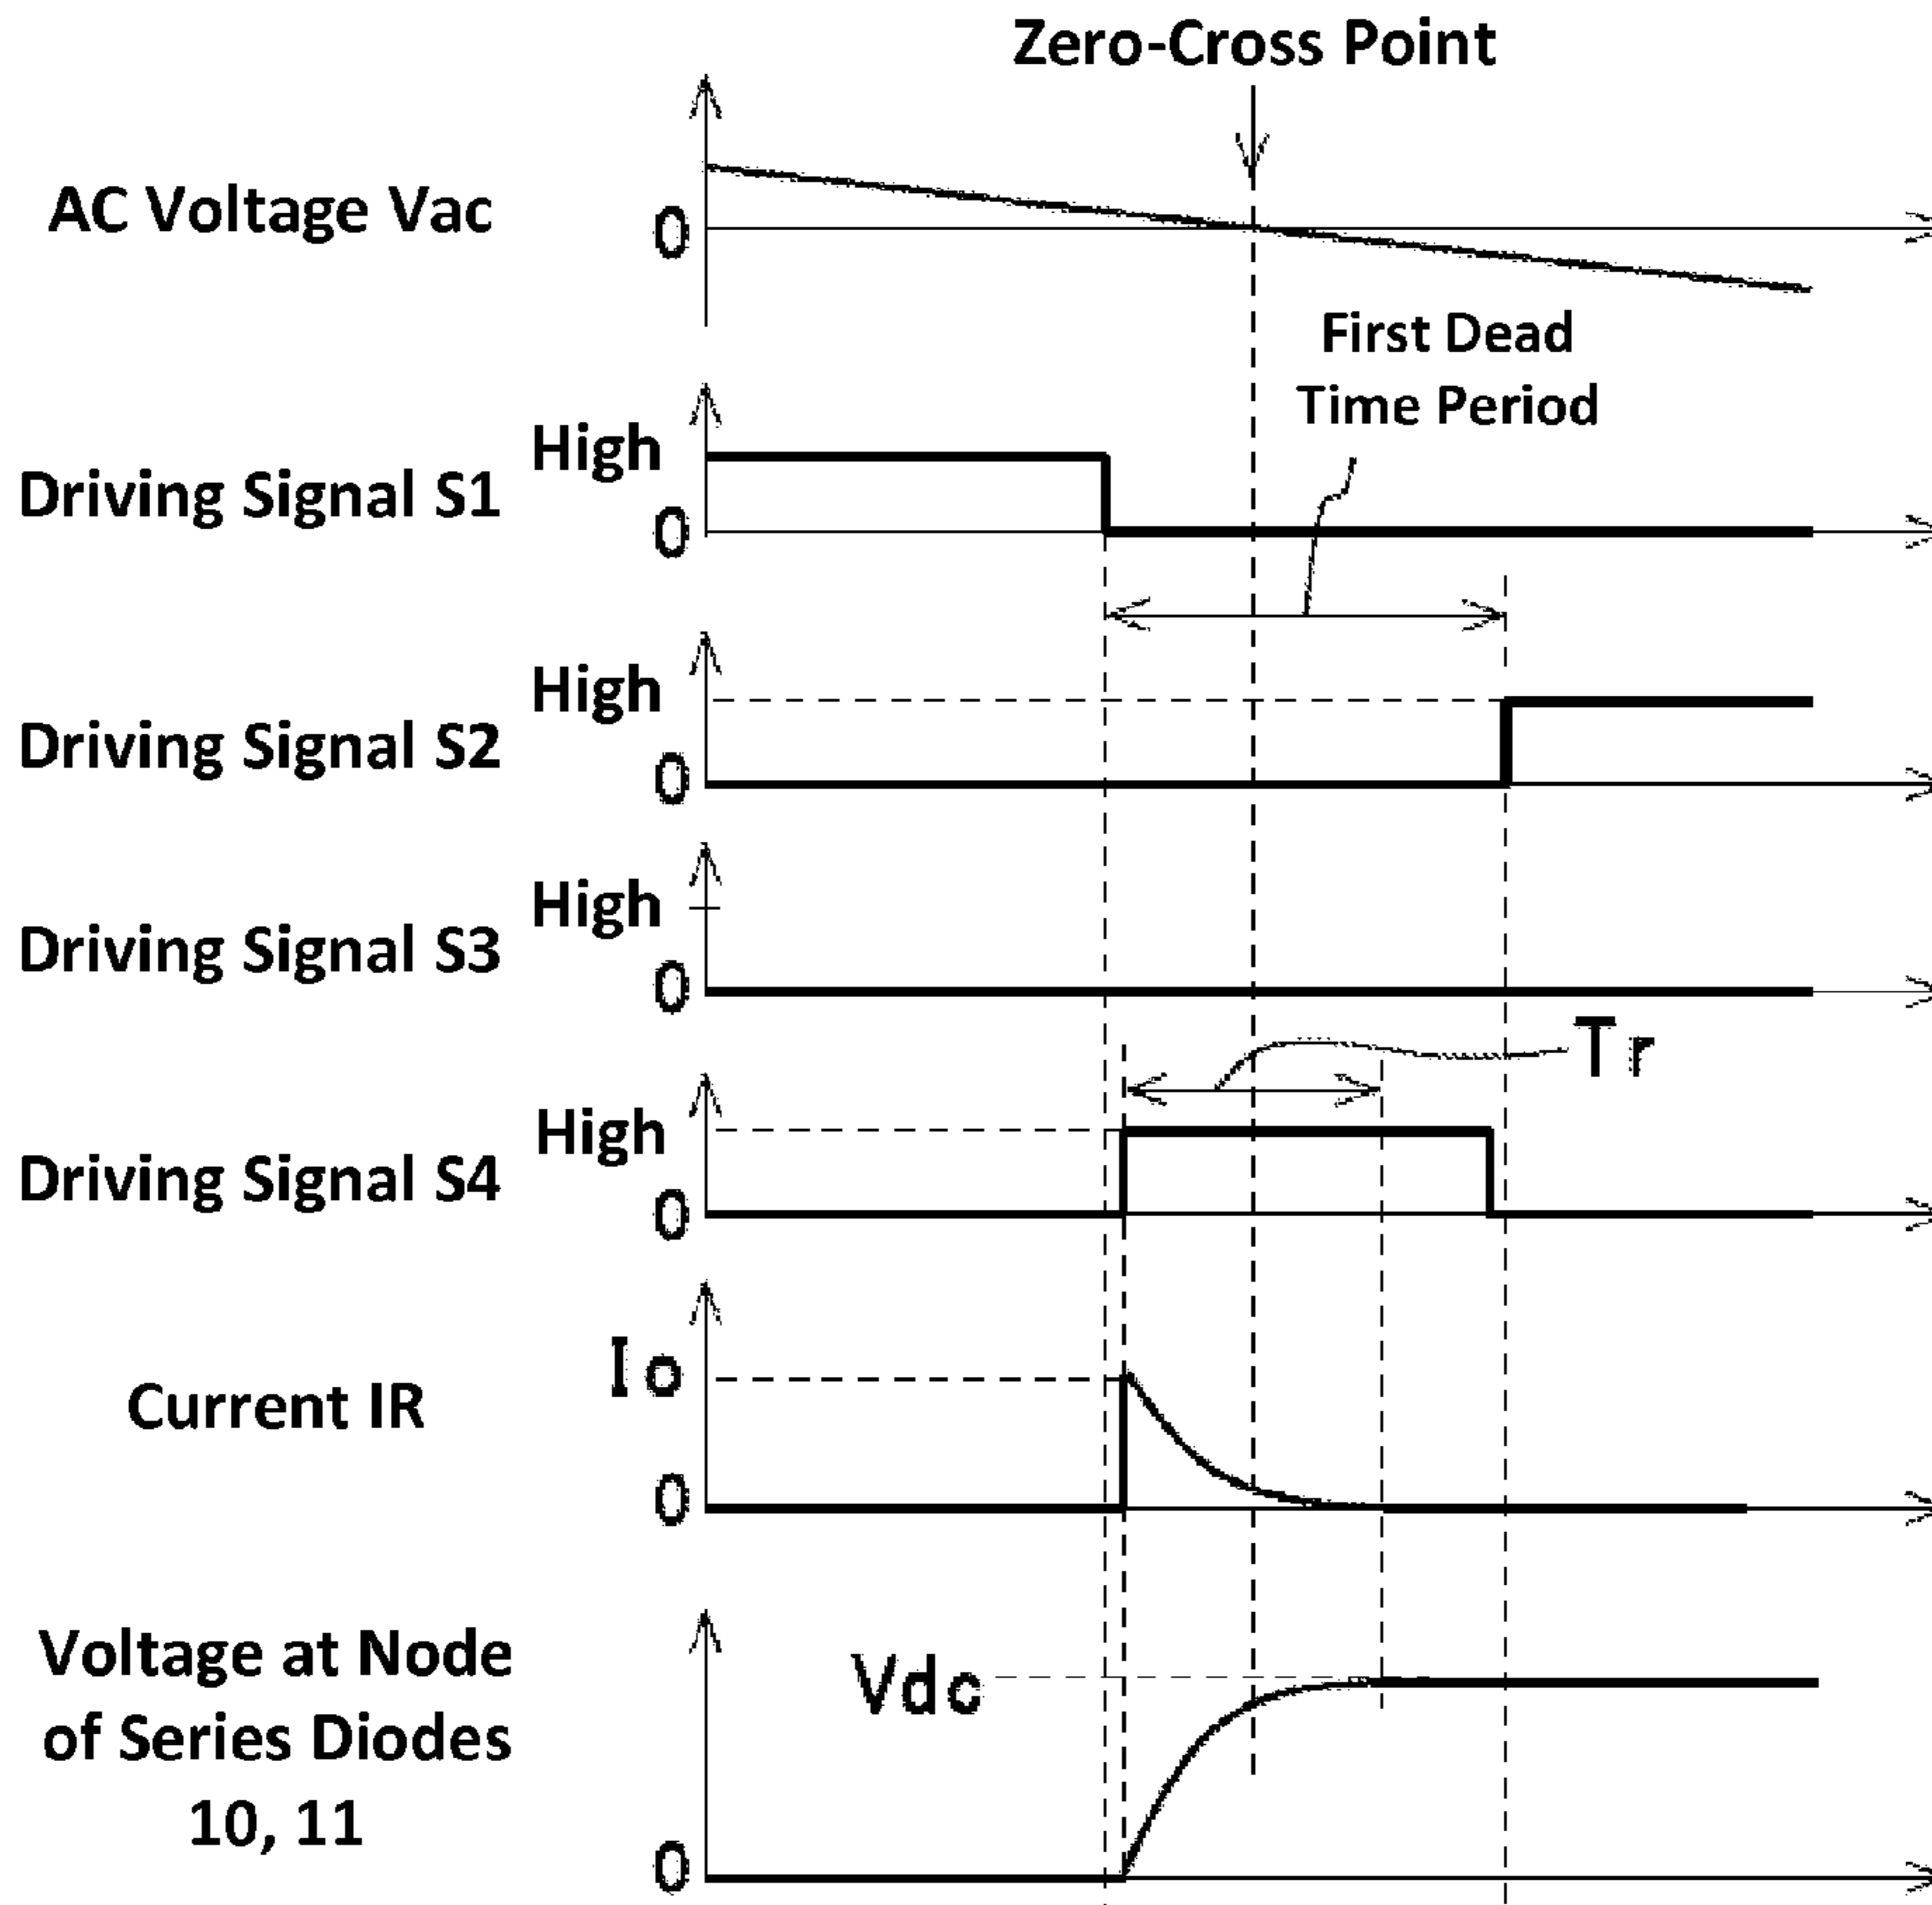 Zero-Cross Point
AC Voltage Vac
0
First Dead
Time Period
High
Driving Signal S1
0
High
Driving Signal S2
0
High
Driving Signal S3
0
Tr
High
Driving Signal S4
0
Io
Current IR
0
Voltage at Node
of Series Diodes
10, 11
Vdc
0